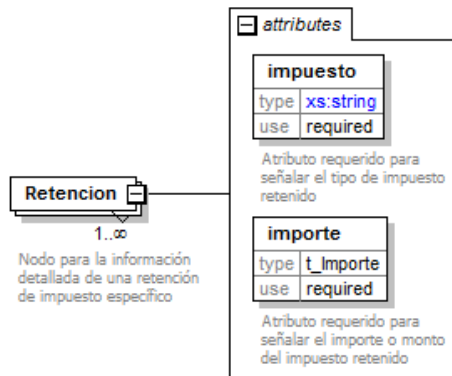 attributes
impuesto
type xs:string
use required
Atributo requerido para
señalar el tipo de impuesto
retenido
Retencion
1..∞
Nodo para la información
detallada de una retención
de impuesto específico
importe
type t_Importe
use required
Atributo requerido para
señalar el importe o monto
del impuesto retenido